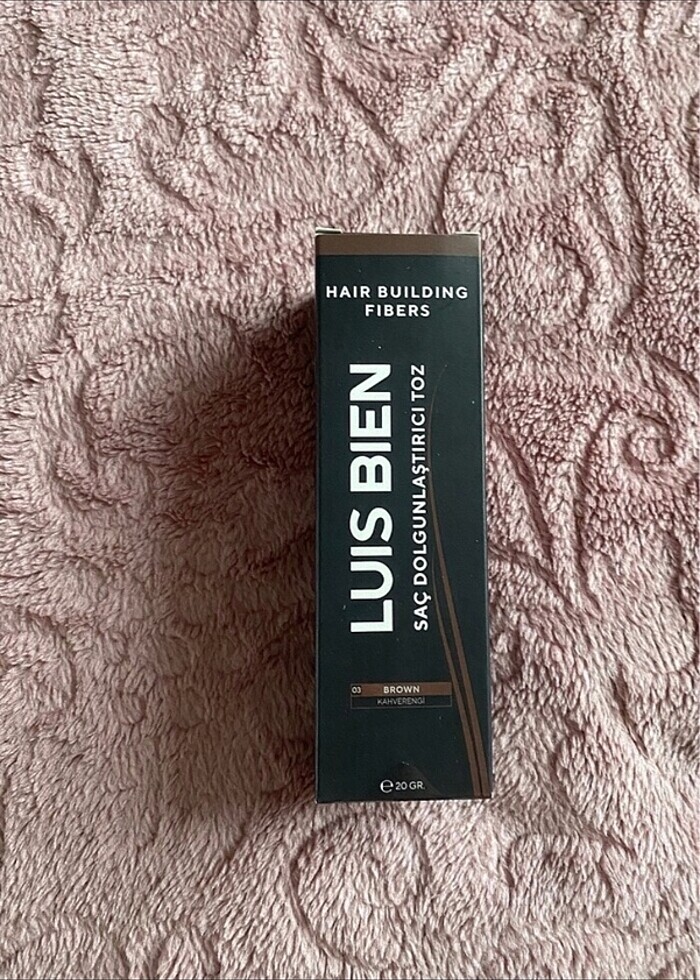 HAIR BUILDING
FIBERS
LUIS BIEN
SAÇ DOLGUNLAŞTIRICI TOZ
03 BROWN
KAHVERENGİ
℮ 20 GR.